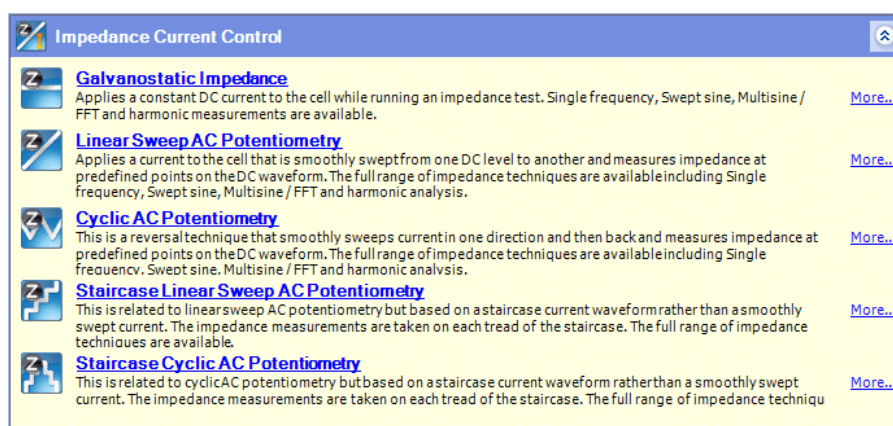 Impedance Current Control
Galvanostatic Impedance
Applies a constant DC current to the cell while running an impedance test. Single frequency, Swept sine, Multisine /
FFT and harmonic measurements are available.
More..
Linear Sweep AC Potentiometry
Applies a current to the cell that is smoothly swept from one DC level to another and measures impedance at
predefined points on the DC waveform. The full range of impedance techniques are available including Single
frequency, Swept sine, Multisine / FFT and harmonic analysis.
More..
Cyclic AC Potentiometry
This is a reversal technique that smoothly sweeps current in one direction and then back and measures impedance at
predefined points on the DC waveform. The full range of impedance techniques are available including Single
frequency, Swept sine, Multisine / FFT and harmonic analysis.
More..
Staircase Linear Sweep AC Potentiometry
This is related to linear sweep AC potentiometry but based on a staircase current waveform rather than a smoothly
swept current. The impedance measurements are taken on each tread of the staircase. The full range of impedance
techniques are available.
More..
Staircase Cyclic AC Potentiometry
This is related to cyclic AC potentiometry but based on a staircase current waveform rather than a smoothly swept
current. The impedance measurements are taken on each tread of the staircase. The full range of impedance techniqu
More..